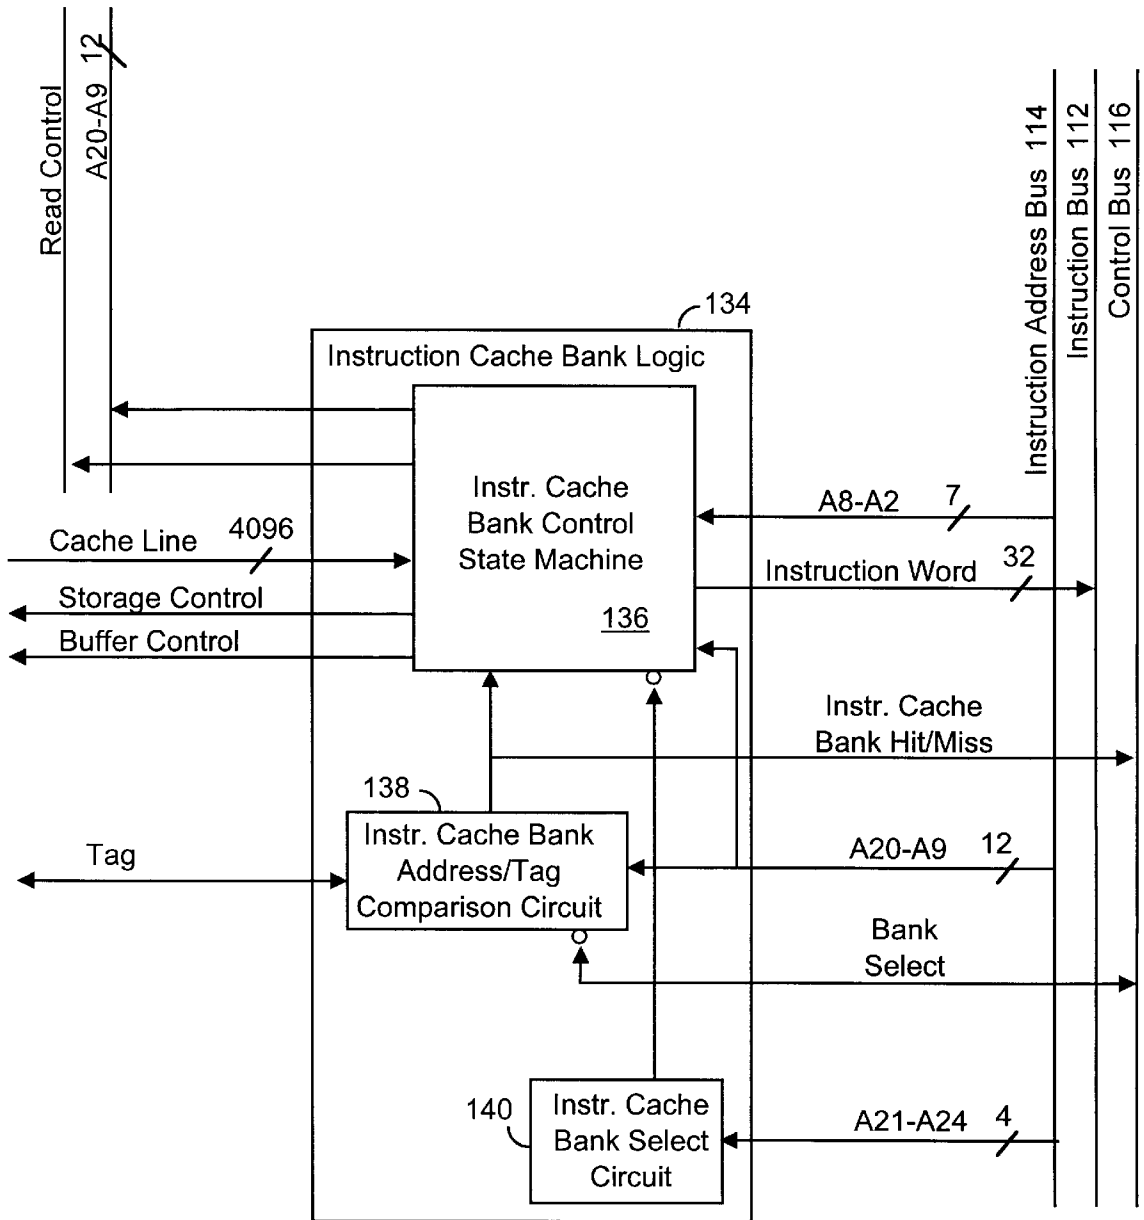 Read Control
A20-A9 12
Instruction Address Bus 114
Instruction Bus 112
Control Bus 116
134
Instruction Cache Bank Logic
Instr. Cache
Bank Control
State Machine
136
A8-A2 7
Cache Line 4096
Instruction Word 32
Storage Control
Buffer Control
Instr. Cache
Bank Hit/Miss
138
Instr. Cache Bank
Address/Tag
Comparison Circuit
Tag
A20-A9 12
Bank
Select
140
Instr. Cache
Bank Select
Circuit
A21-A24 4